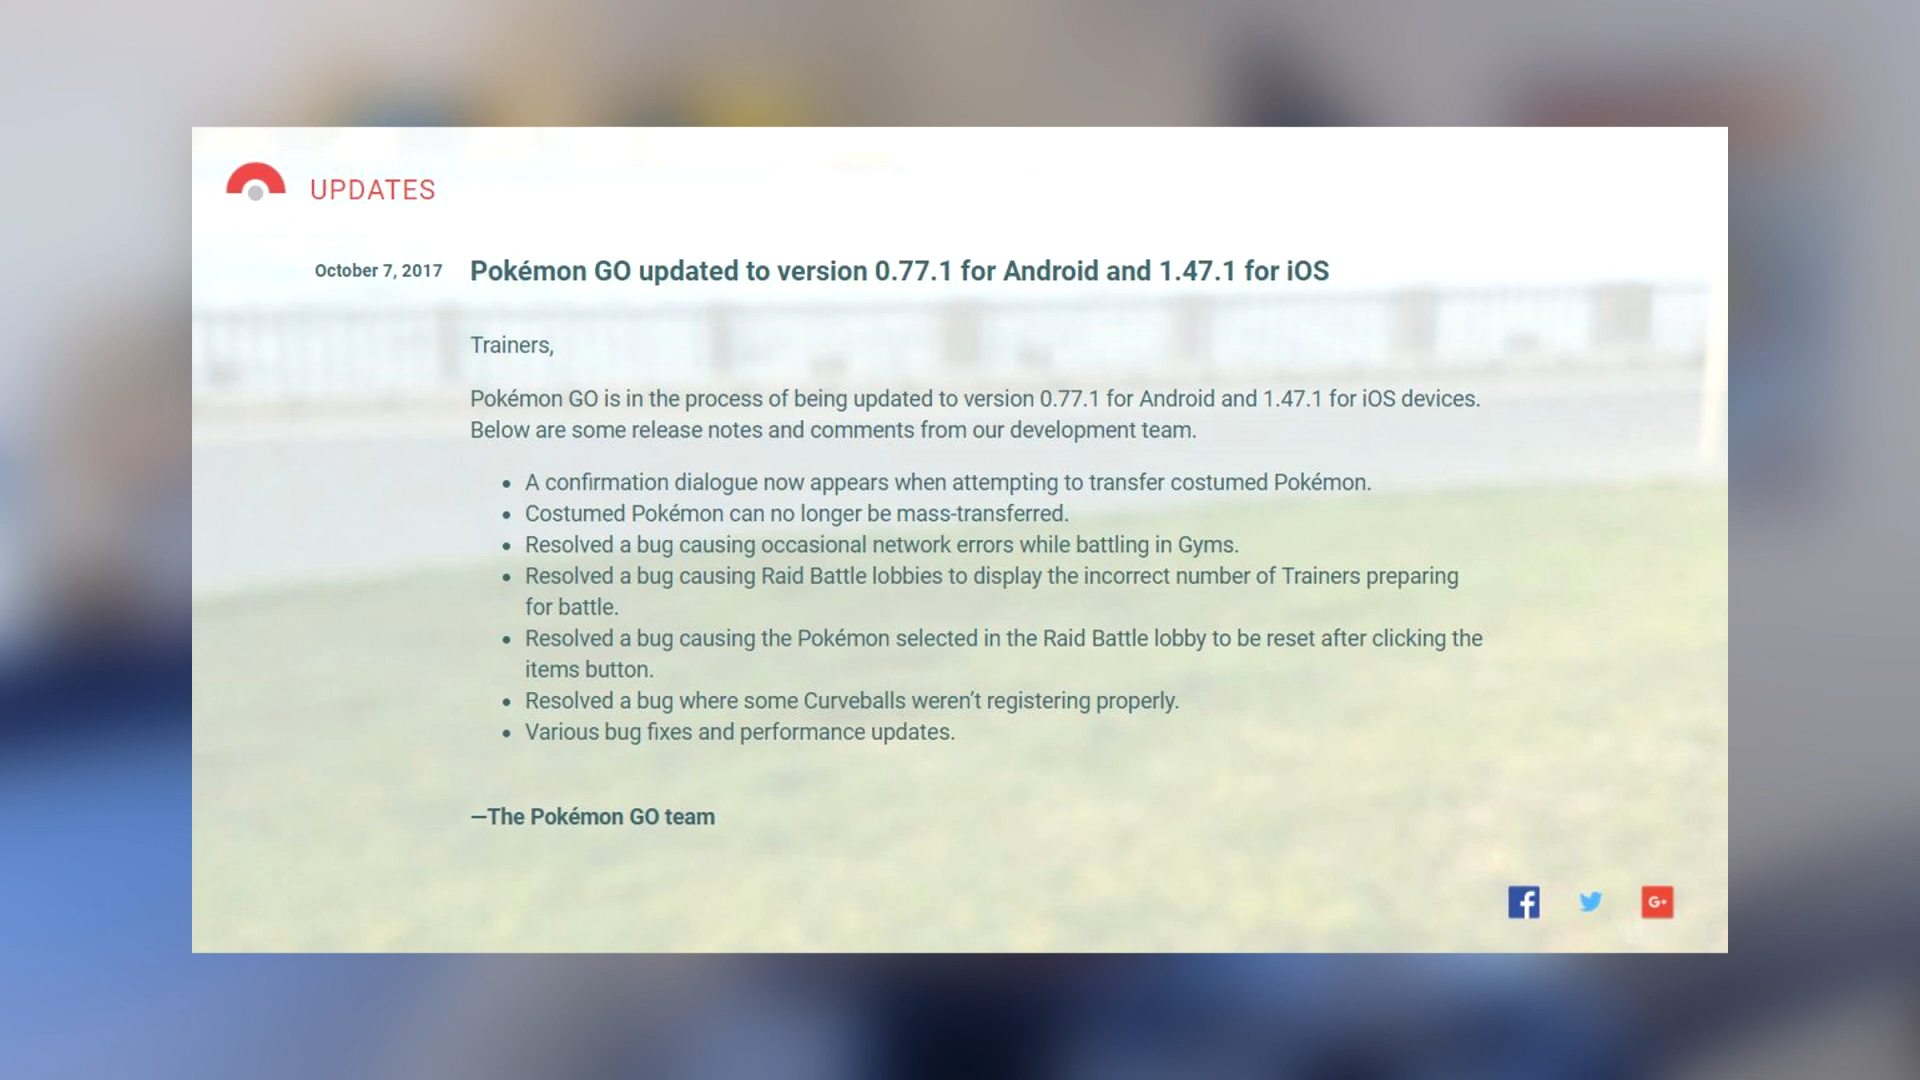 UPDATES
October 7, 2017
Pokémon GO updated to version 0.77.1 for Android and 1.47.1 for iOS
Trainers,
Pokémon GO is in the process of being updated to version 0.77.1 for Android and 1.47.1 for iOS devices.
Below are some release notes and comments from our development team.
• A confirmation dialogue now appears when attempting to transfer costumed Pokémon.
• Costumed Pokémon can no longer be mass-transferred.
• Resolved a bug causing occasional network errors while battling in Gyms.
• Resolved a bug causing Raid Battle lobbies to display the incorrect number of Trainers preparing
for battle.
• Resolved a bug causing the Pokémon selected in the Raid Battle lobby to be reset after clicking the
items button.
• Resolved a bug where some Curveballs weren’t registering properly.
• Various bug fixes and performance updates.
—The Pokémon GO team
f
G+